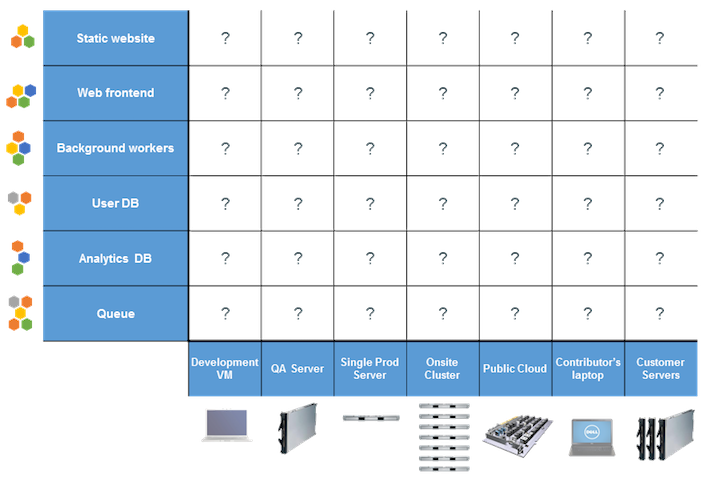 Static website ? ? ? ? ? ? ?
Web frontend ? ? ? ? ? ? ?
Background workers ? ? ? ? ? ? ?
User DB ? ? ? ? ? ? ?
Analytics DB ? ? ? ? ? ? ?
Queue ? ? ? ? ? ? ?
Development
VM
QA Server
Single Prod
Server
Onsite
Cluster
Public Cloud
Contributor's
laptop
Customer
Servers
DELL